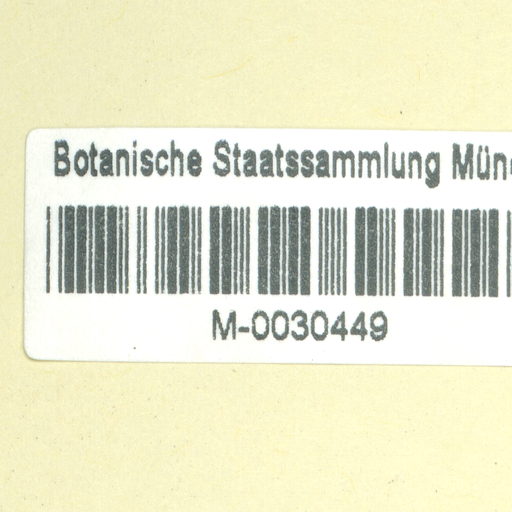 Botanische Staatssammlung Mün
M-0030449